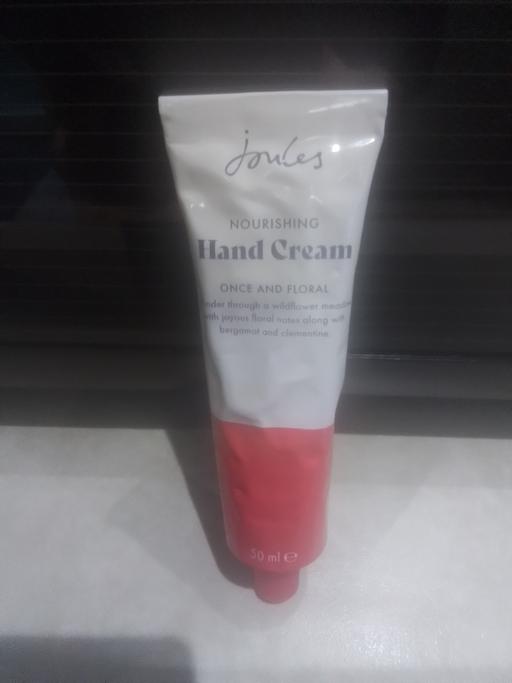 Joules
NOURISHING
Hand Cream
ONCE AND FLORAL
through a wildflower
with joyous floral notes along with
bergamot and clementine.
50 ml ℮